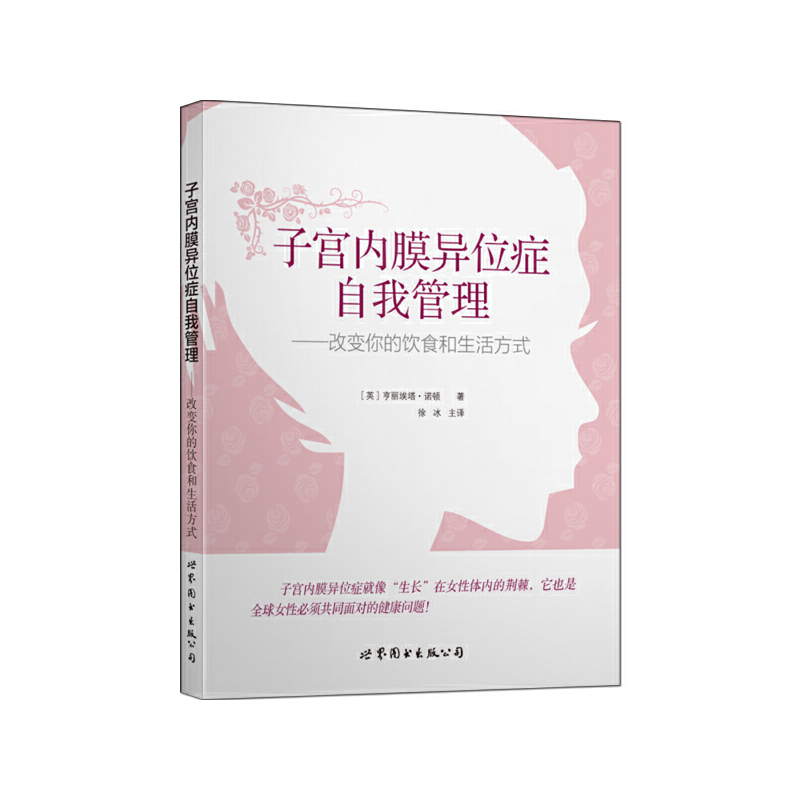 子宫内膜异位症
自我管理
——改变你的饮食和生活方式
[英]亨丽埃塔·诺顿 著
徐 冰 主译
子宫内膜异位症就像“生长”在女性体内的荆棘，它也是
全球女性必须共同面对的健康问题！
世界图书出版公司
子宫内膜异位症自我管理——改变你的饮食和生活方式
世界图书出版公司